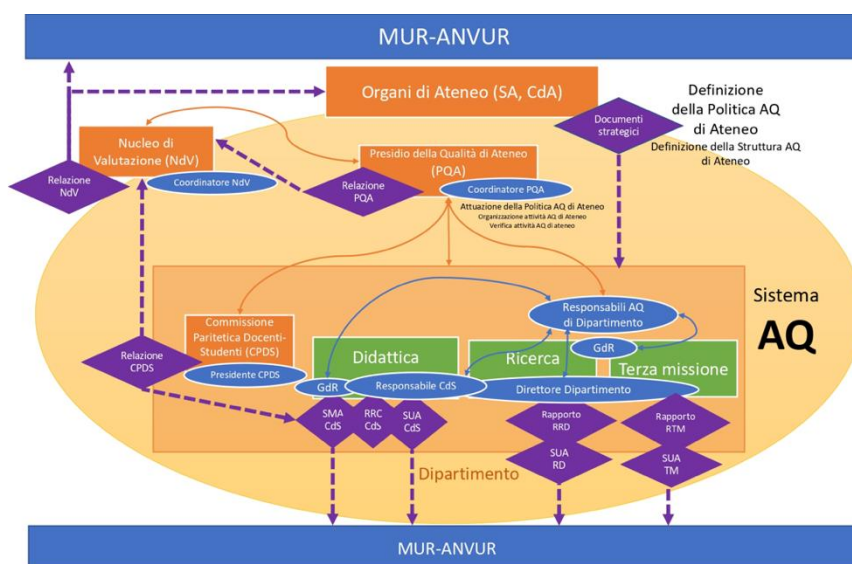 MUR-ANVUR
Organi di Ateneo (SA, CdA)
Documenti
strategici
Definizione
della Politica AQ
di Ateneo
Definizione della Struttura AQ
di Ateneo
Nucleo di
Valutazione (NdV)
Coordinatore NdV
Relazione
NdV
Presidio della Qualità di Ateneo
(PQA)
Coordinatore PQA
Relazione
PQA
Attuazione della Politica AQ di Ateneo
Organizzazione attività AQ di Ateneo
Verifica attività AQ di ateneo
Sistema
AQ
Commissione
Paritetica Docenti-
Studenti (CPDS)
Presidente CPDS
Relazione
CPDS
Responsabili AQ
di Dipartimento
Didattica
GdR
Responsabile CdS
Ricerca
GdR
Terza missione
Direttore Dipartimento
SMA
CdS
RRC
CdS
SUA
CdS
Rapporto
RRD
SUA
RD
Rapporto
RTM
SUA
TM
Dipartimento
MUR-ANVUR